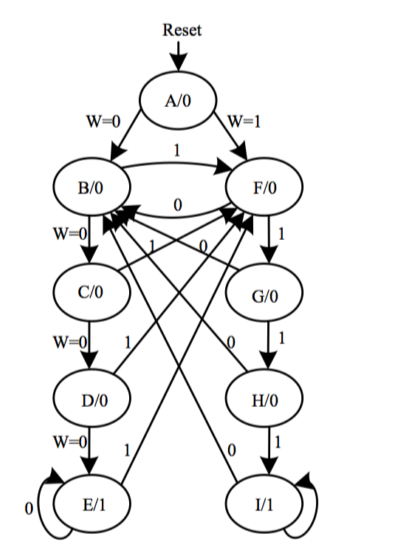 Reset
A/0
W=0 W=1
1
B/0 F/0
0
W=0 1 0 1
C/0 G/0
W=0 1 0 1
D/0 H/0
W=0 1 0 1
0 E/1 I/1